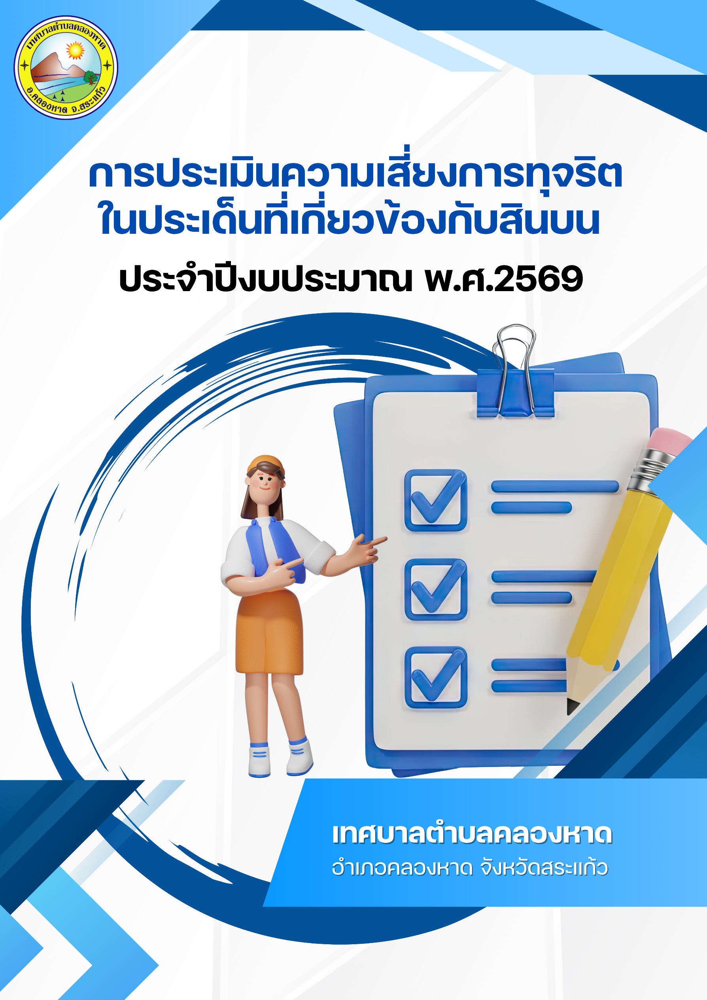 เทศบาลตำบลคลองหาด
อ.คลองหาด จ.สระแก้ว
การประเมินความเสี่ยงการทุจริต
ในประเด็นที่เกี่ยวข้องกับสินบน
ประจำปีงบประมาณ พ.ศ.2569
เทศบาลตำบลคลองหาด
อำเภอคลองหาด จังหวัดสระแก้ว